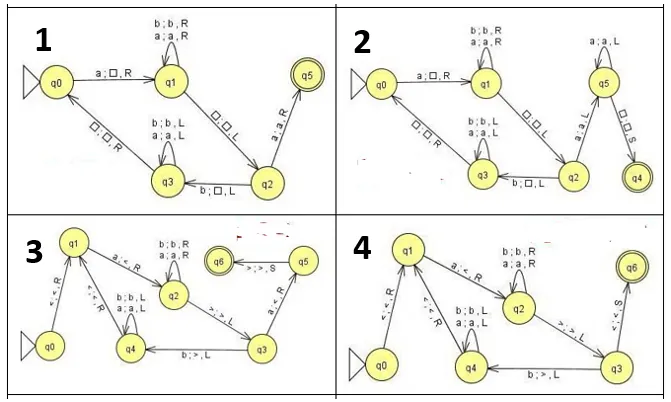 1
b ; b , R
a ; a , R
q0
a ; □ , R
q1
q5
□ ; □ , R
□ ; □ , L
a ; a , R
b ; b , L
a ; a , L
q3
b ; □ , L
q2
2
b ; b , R
a ; a , R
a ; a , L
q0
a ; □ , R
q1
q5
□ ; □ , R
□ ; □ , L
a ; a , L
□ ; □ , S
b ; b , L
a ; a , L
q3
b ; □ , L
q2
q4
3
q1
a ; < , R
b ; b , R
a ; a , R
q6
> ; > , S
q5
< ; < , R
< ; < , R
q2
b ; b , L
a ; a , L
> ; > , L
a ; < , R
q0
q4
b ; > , L
q3
4
q1
a ; < , R
b ; b , R
a ; a , R
q6
< ; < , R
< ; < , R
q2
b ; b , L
a ; a , L
> ; > , L
< ; < , S
q0
q4
b ; > , L
q3